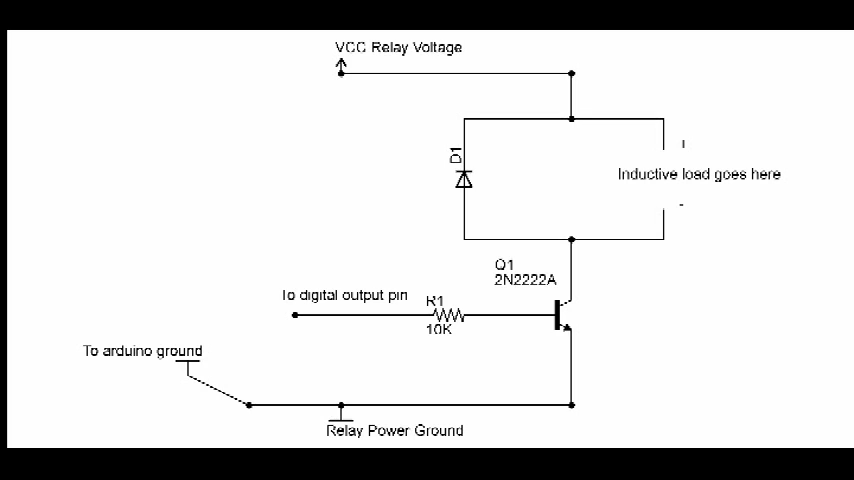 VCC Relay Voltage
D1
+
Inductive load goes here
-
Q1
2N2222A
To digital output pin
R1
10K
To arduino ground
Relay Power Ground